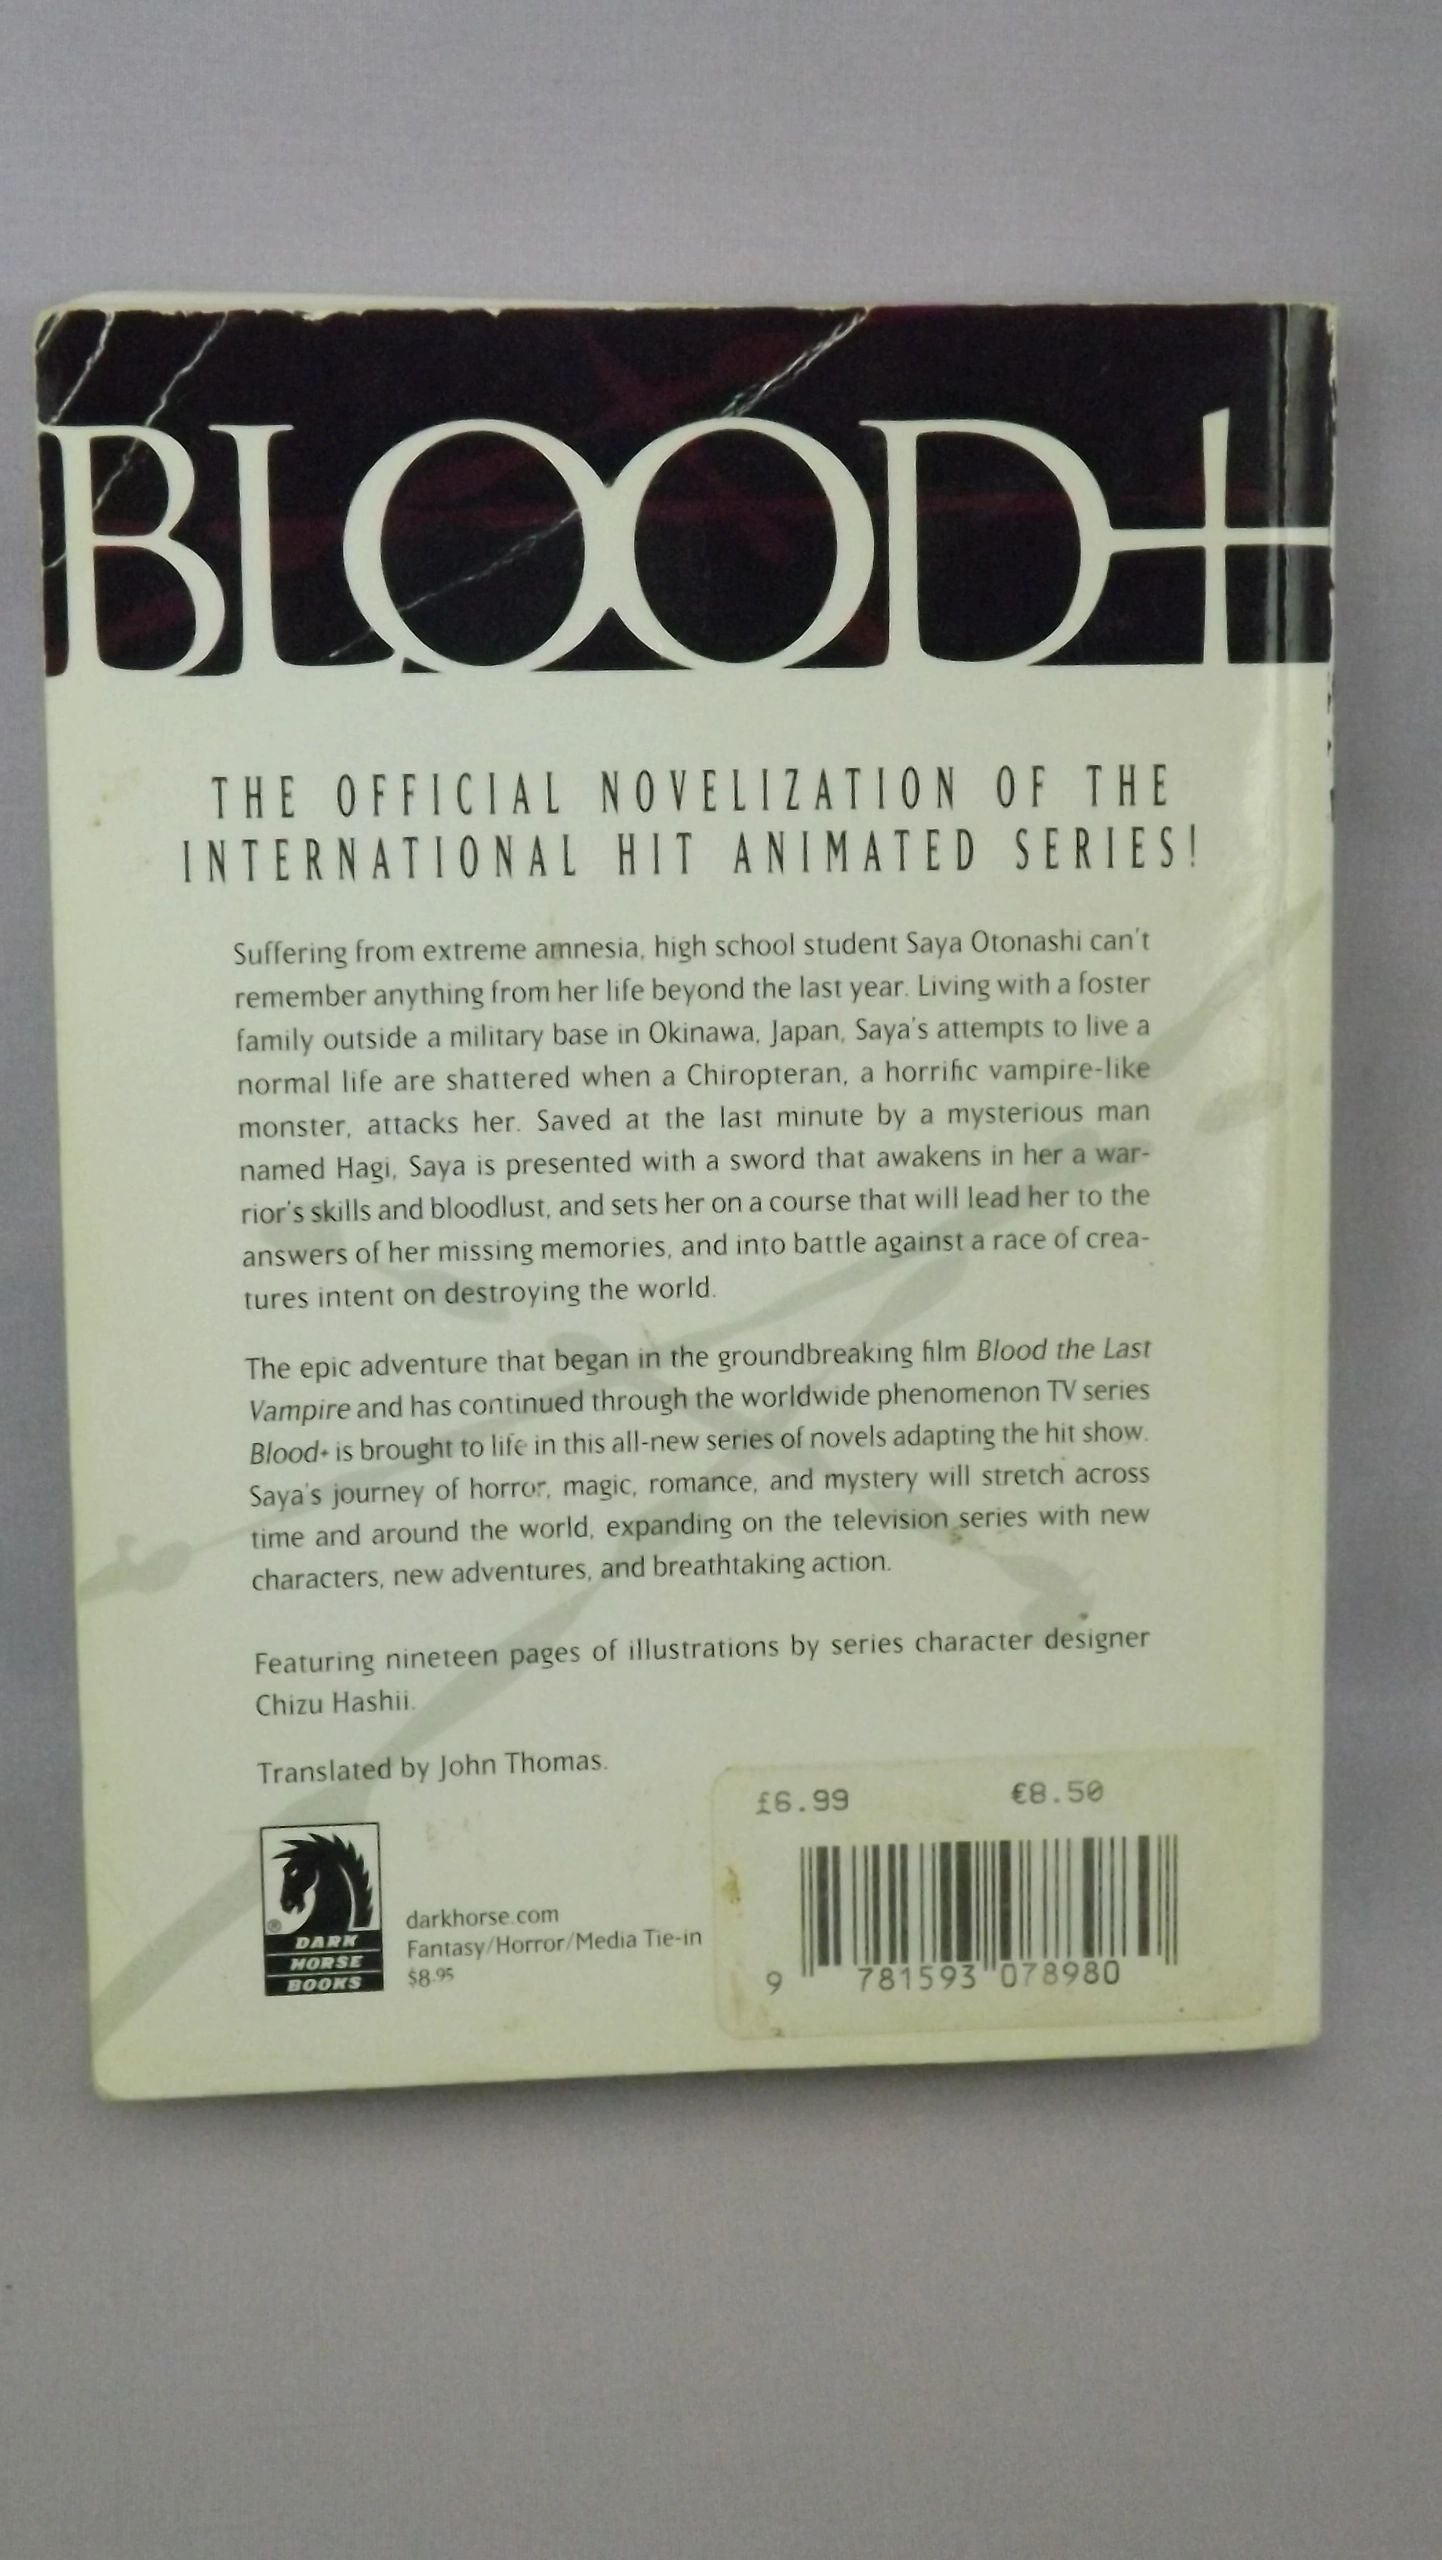 BLOOD+
THE OFFICIAL NOVELIZATION OF THE
INTERNATIONAL HIT ANIMATED SERIES!
Suffering from extreme amnesia, high school student Saya Otonashi can't
remember anything from her life beyond the last year. Living with a foster
family outside a military base in Okinawa, Japan, Saya's attempts to live a
normal life are shattered when a Chiropteran, a horrific vampire-like
monster, attacks her. Saved at the last minute by a mysterious man
named Hagi, Saya is presented with a sword that awakens in her a war-
rior's skills and bloodlust, and sets her on a course that will lead her to the
answers of her missing memories, and into battle against a race of crea-
tures intent on destroying the world.
The epic adventure that began in the groundbreaking film Blood the Last
Vampire and has continued through the worldwide phenomenon TV series
Blood+ is brought to life in this all-new series of novels adapting the hit show.
Saya's journey of horror, magic, romance, and mystery will stretch across
time and around the world, expanding on the television series with new
characters, new adventures, and breathtaking action.
Featuring nineteen pages of illustrations by series character designer
Chizu Hashii.
Translated by John Thomas.
£6.99 €8.50
®
DARK
HORSE
BOOKS
darkhorse.com
Fantasy/Horror/Media Tie-in
$8.95
9 781593 078980